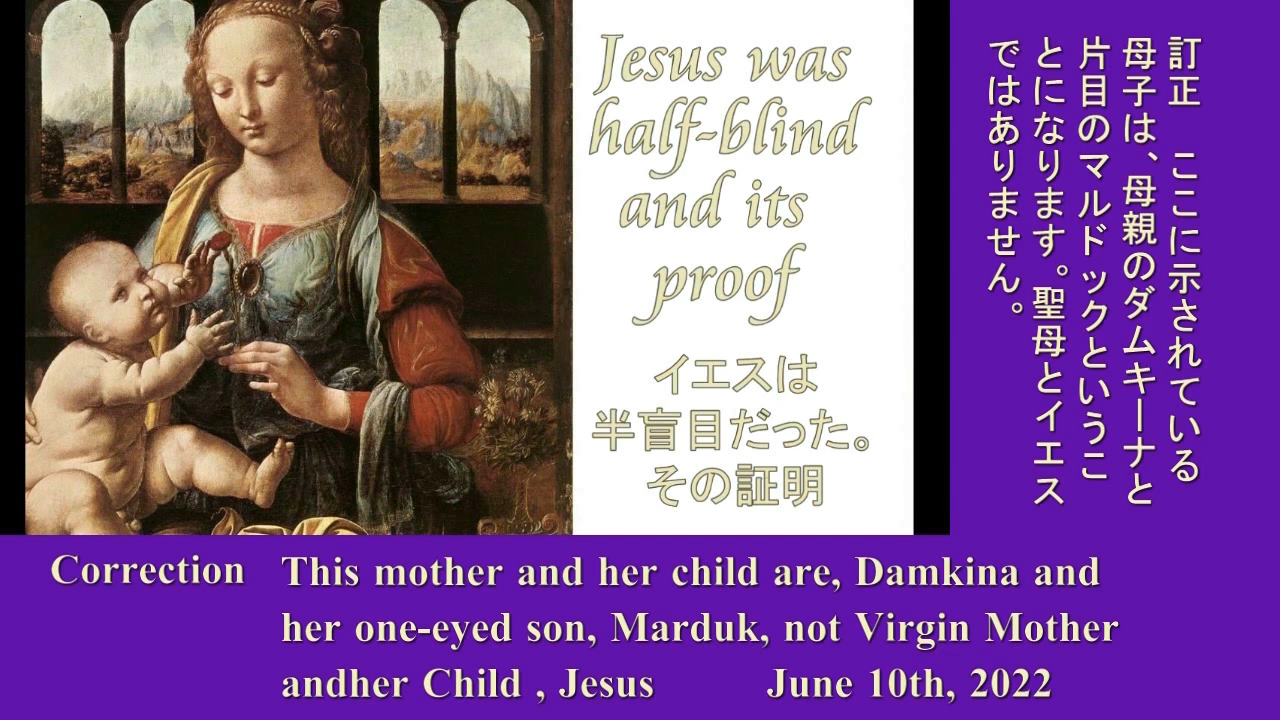 Jesus was
half-blind
and its
proof
イエスは
半盲目だった。
その証明
訂正　ここに示されている
母子は、母親のダムキーナと
片目のマルドックというこ
とになります。聖母とイエス
ではありません。
Correction This mother and her child are, Damkina and
her one-eyed son, Marduk, not Virgin Mother
andher Child , Jesus June 10th, 2022